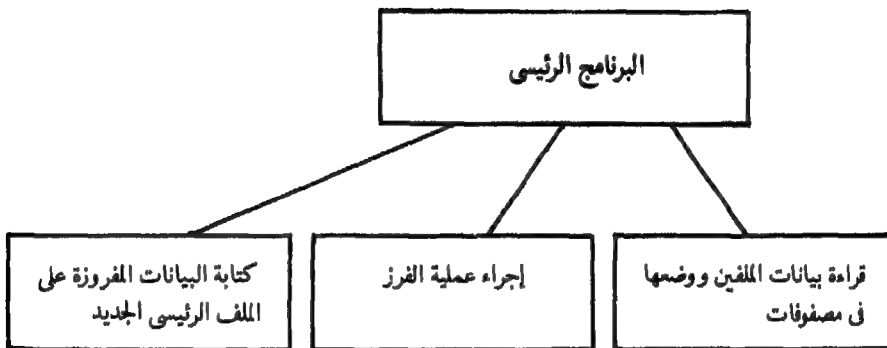 البرنامج الرئيسى
قراءة بيانات الملفين ووضعها
فى مصفوفات
إجراء عملية الفرز
كتابة البيانات المفروزة على
الملف الرئيسى الجديد